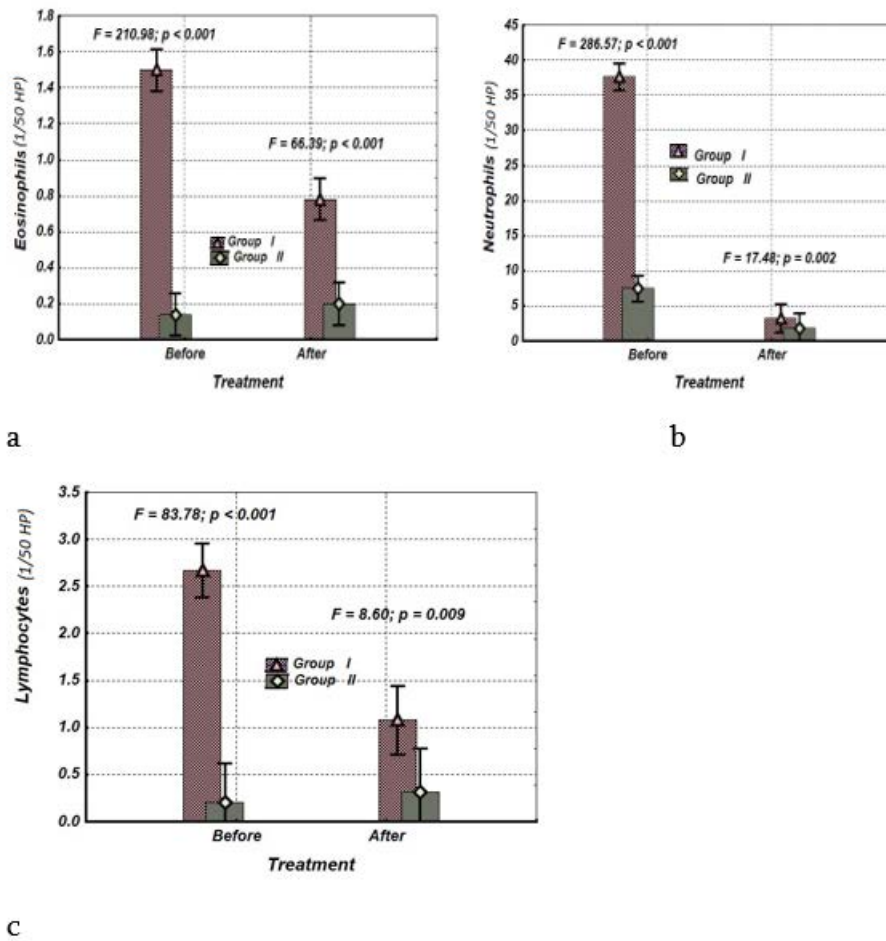 Eosinophils (1/50 HP)
1.8
1.6
1.4
1.2
1.0
0.8
0.6
0.4
0.2
0.0
F = 210.98; p < 0.001
F = 66.39; p < 0.001
Group I
Group II
Before
After
Treatment
a
Neutrophils (1/50 HP)
45
40
35
30
25
20
15
10
5
0
F = 286.57; p < 0.001
Group I
Group II
F = 17.48; p = 0.002
Before
After
Treatment
b
Lymphocytes (1/50 HP)
3.5
3.0
2.5
2.0
1.5
1.0
0.5
0.0
F = 83.78; p < 0.001
F = 8.60; p = 0.009
Group I
Group II
Before
After
Treatment
c